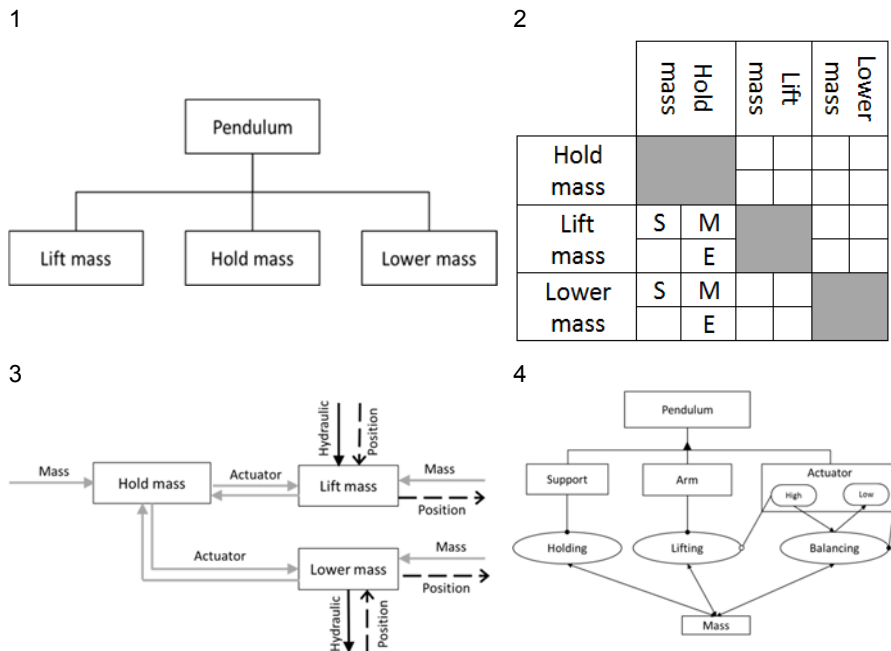 1
Pendulum
Lift mass
Hold mass
Lower mass
2
Hold
mass
Lift
mass
Lower
mass
Hold
mass
Lift
mass
S
M
E
Lower
mass
S
M
E
3
Hydraulic
Position
Mass
Hold mass
Actuator
Lift mass
Mass
Position
Actuator
Lower mass
Mass
Position
Hydraulic
Position
4
Pendulum
Support
Arm
Actuator
High
Low
Holding
Lifting
Balancing
Mass